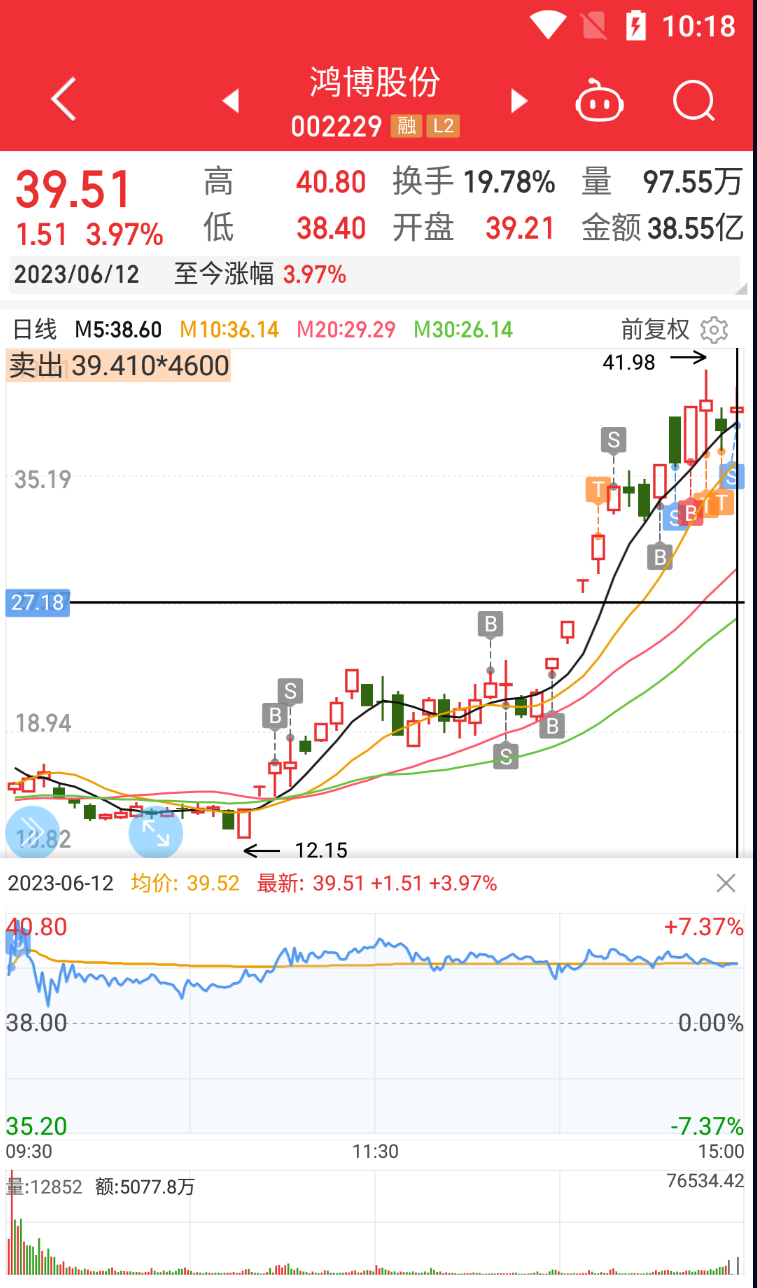 10:18
鸿博股份
002229 融 L2
39.51 高 40.80 换手 19.78% 量 97.55万
1.51 3.97% 低 38.40 开盘 39.21 金额 38.55亿
2023/06/12 至今涨幅 3.97%
日线 M5:38.60 M10:36.14 M20:29.29 M30:26.14 前复权
卖出 39.410*4600
41.98
S
35.19
T
S
S B T T
B
27.18
B
S
B
18.94
B
S
12.15
2023-06-12 均价: 39.52 最新: 39.51 +1.51 +3.97%
40.80 +7.37%
38.00 0.00%
35.20 -7.37%
09:30 11:30 15:00
量:12852 额:5077.8万 76534.42